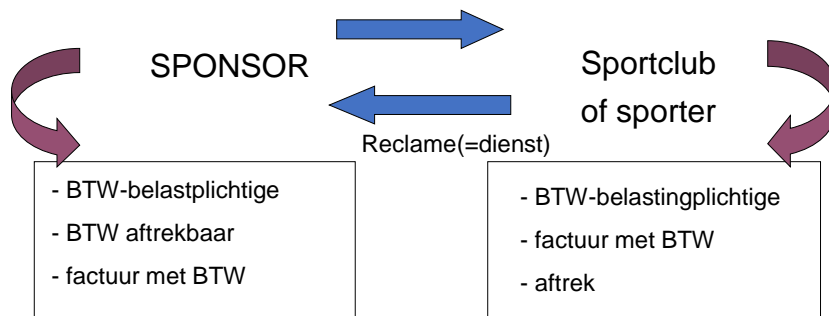 SPONSOR
Sportclub
of sporter
Reclame(=dienst)
- BTW-belastplichtige
- BTW aftrekbaar
- factuur met BTW
- BTW-belastingplichtige
- factuur met BTW
- aftrek